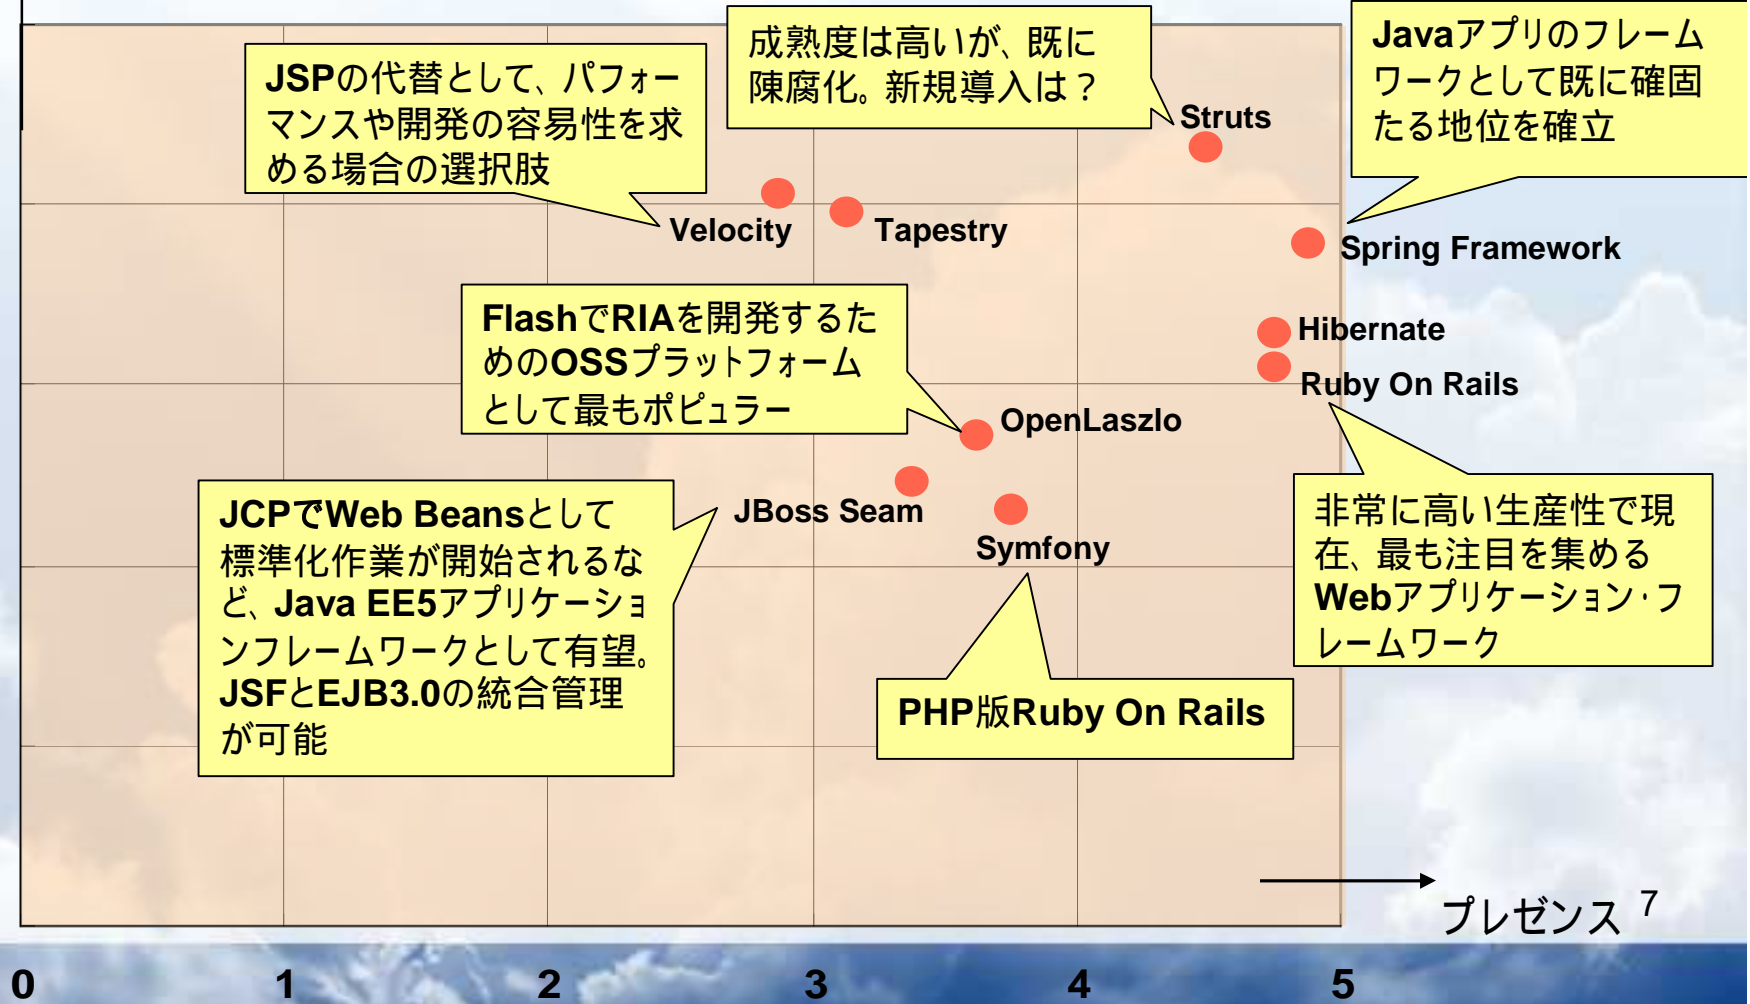 JSPの代替として、パフォー
マンスや開発の容易性を求
める場合の選択肢
成熟度は高いが、既に
陳腐化。新規導入は？
Javaアプリのフレーム
ワークとして既に確固
たる地位を確立
Struts
Velocity
Tapestry
Spring Framework
FlashでRIAを開発するた
めのOSSプラットフォーム
として最もポピュラー
Hibernate
Ruby On Rails
OpenLaszlo
JBoss Seam
Symfony
JCPでWeb Beansとして
標準化作業が開始されるな
ど、Java EE5アプリケーショ
ンフレームワークとして有望。
JSFとEJB3.0の統合管理
が可能
非常に高い生産性で現
在、最も注目を集める
Webアプリケーション・フ
レームワーク
PHP版Ruby On Rails
プレゼンス
7
0 1 2 3 4 5